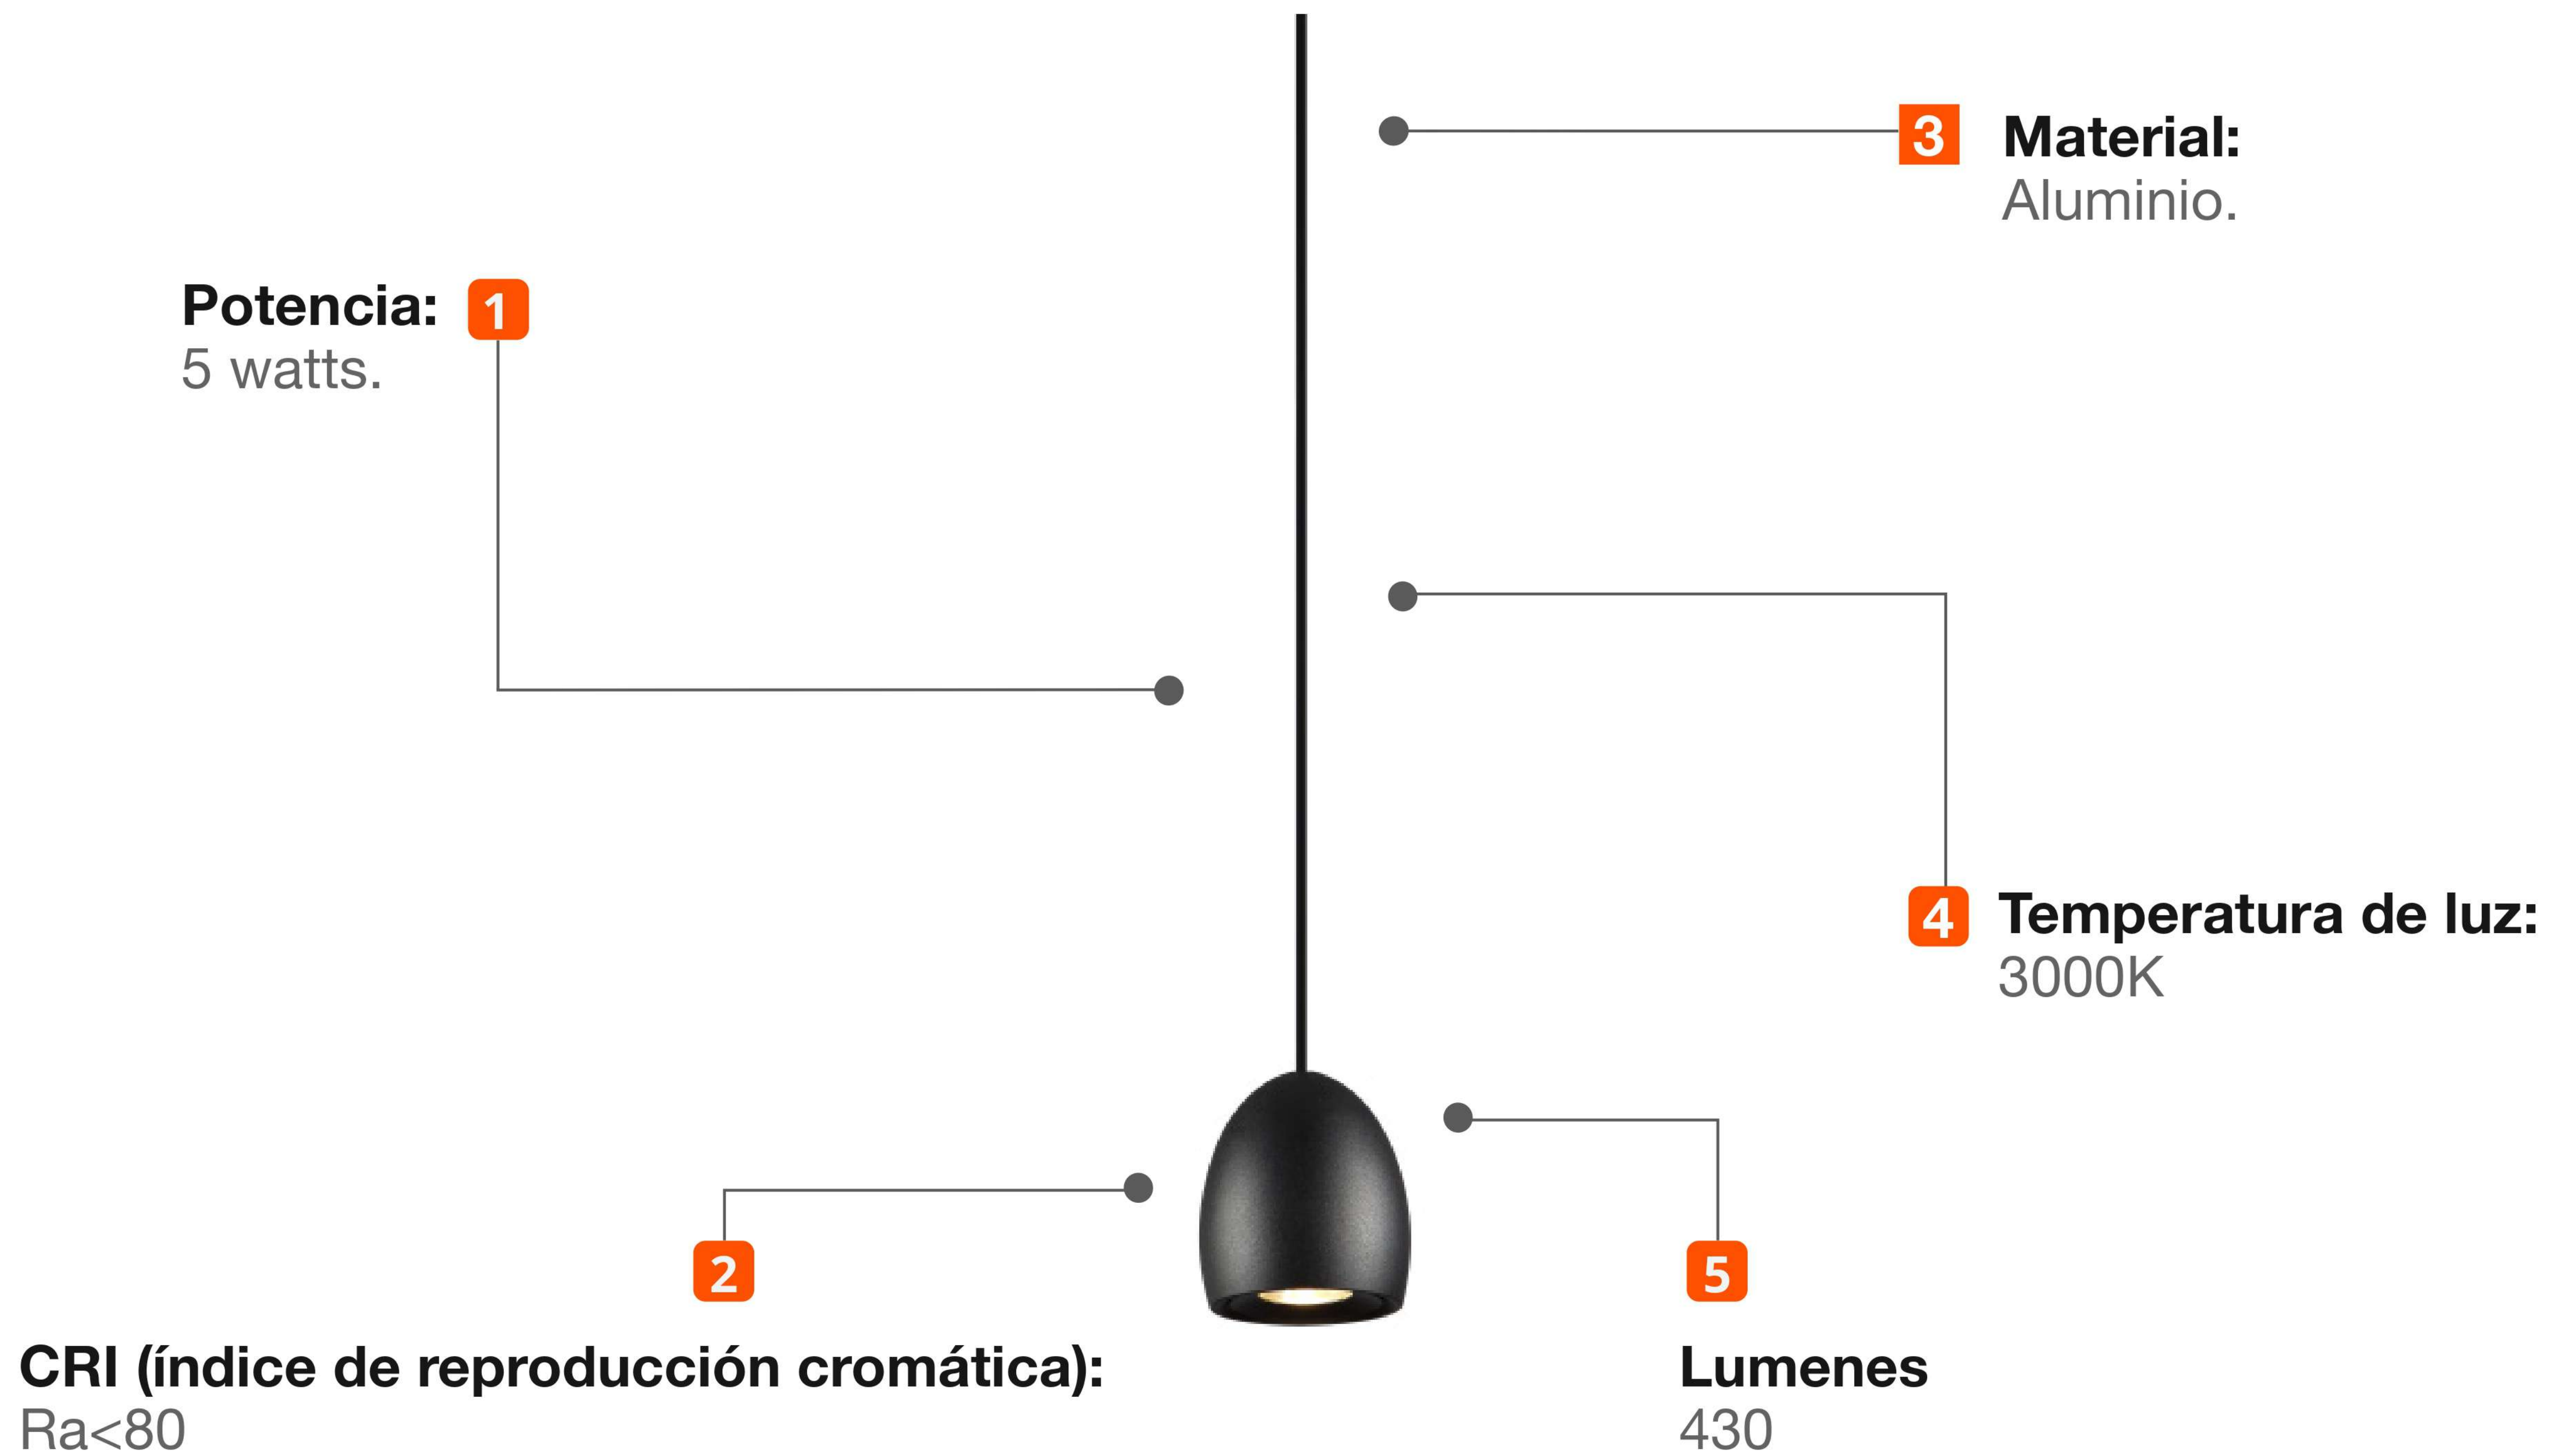 1
Potencia:
5 watts.
2
CRI (índice de reproducción cromática):
Ra<80
3
Material:
Aluminio.
4
Temperatura de luz:
3000K
5
Lumenes
430